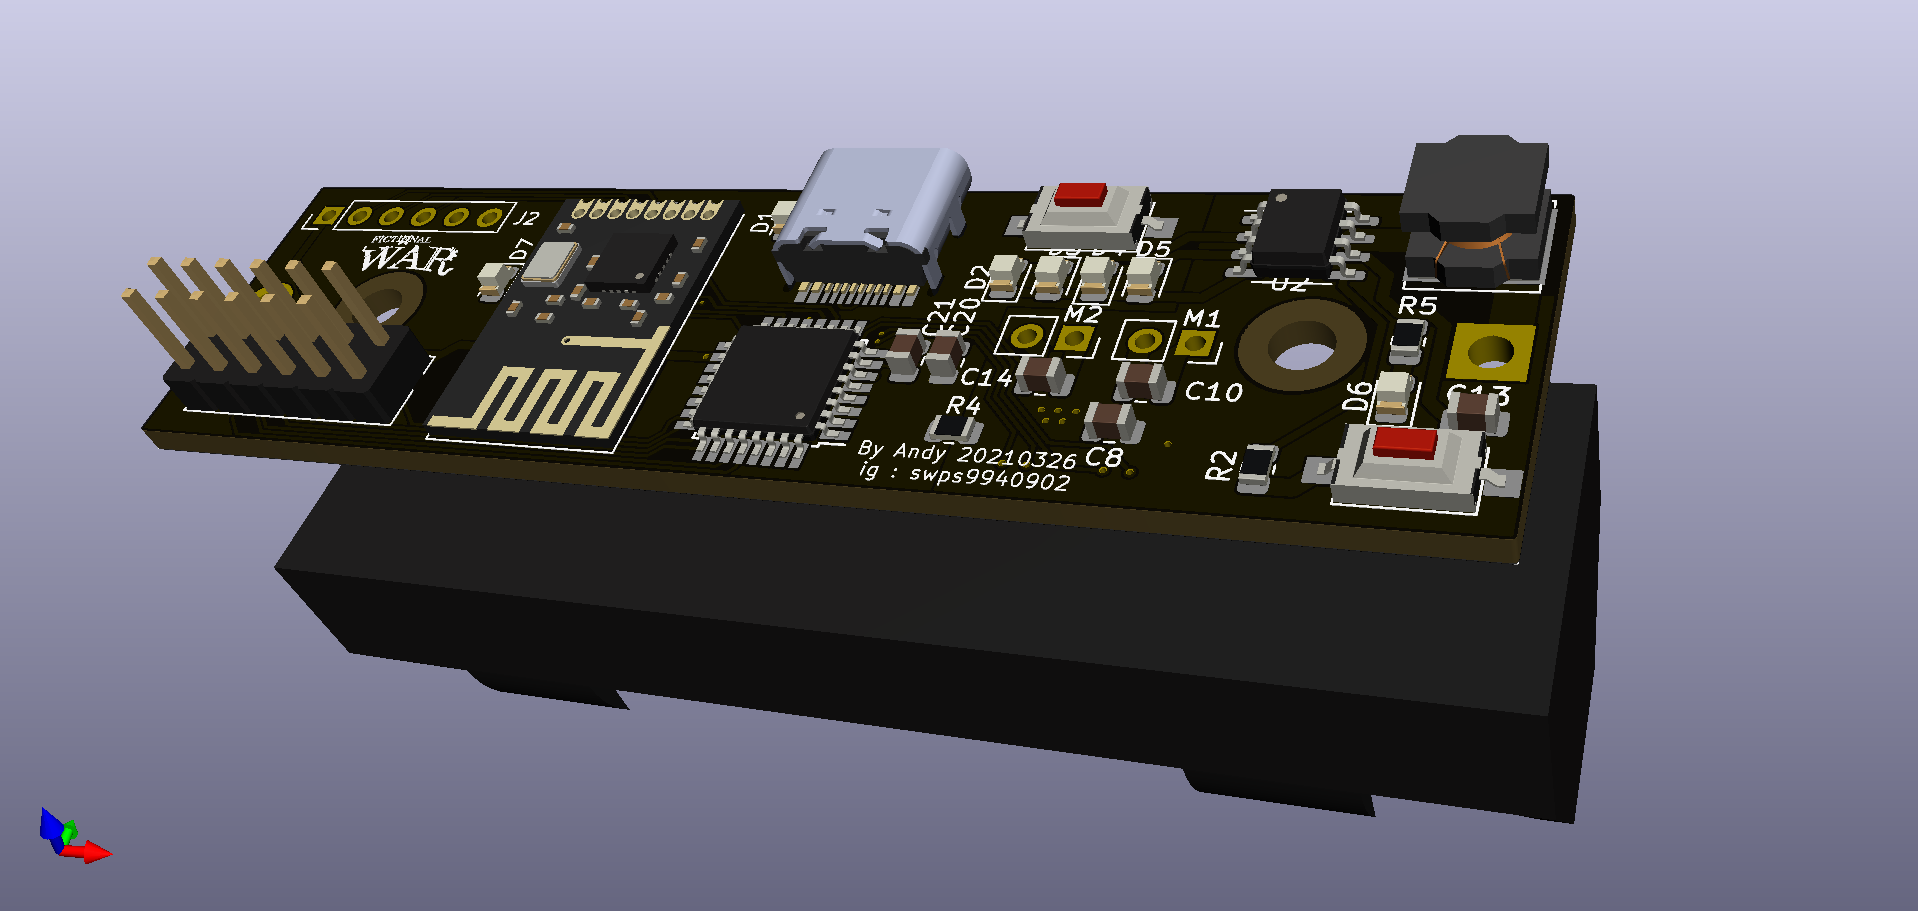 J2
FICTIONAL
WAR
D7
D1
D2
D5
U2
M2
M1
R5
C21
C20
C14
C10
D6
C13
R4
C8
R2
By Andy 20210326
ig : swps9940902